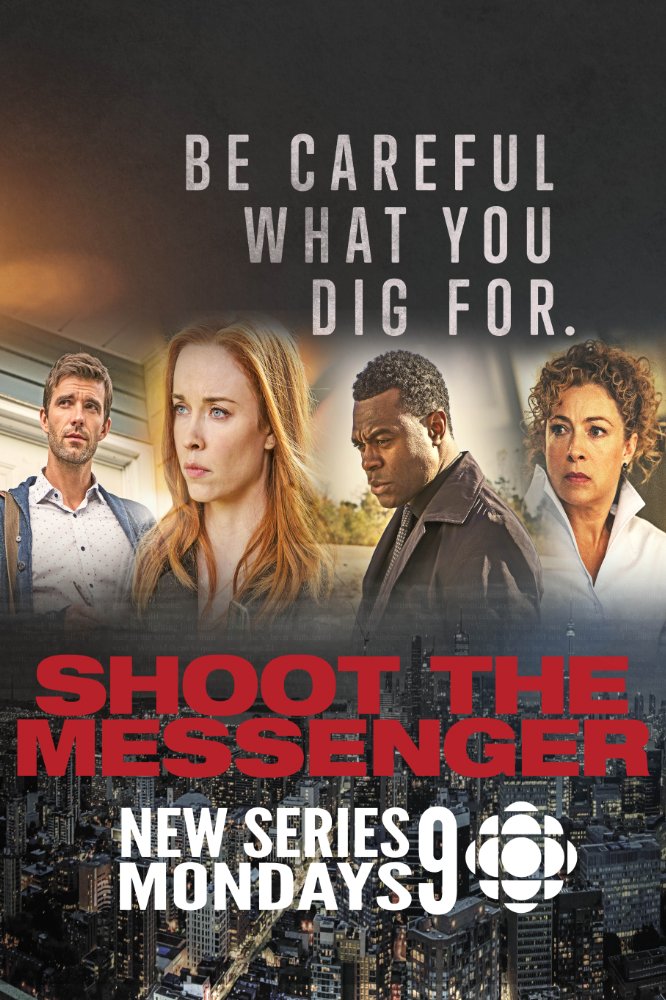 BE CAREFUL
WHAT YOU
DIG FOR.
SHOOT THE
MESSENGER
NEW SERIES
MONDAYS 9